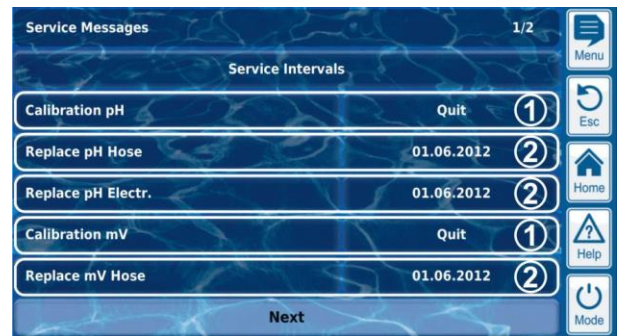 Service Messages 1/2
Service Intervals
Calibration pH Quit 1
Replace pH Hose 01.06.2012 2
Replace pH Electr. 01.06.2012 2
Calibration mV Quit 1
Replace mV Hose 01.06.2012 2
Next
Menu
Esc
Home
Help
Mode